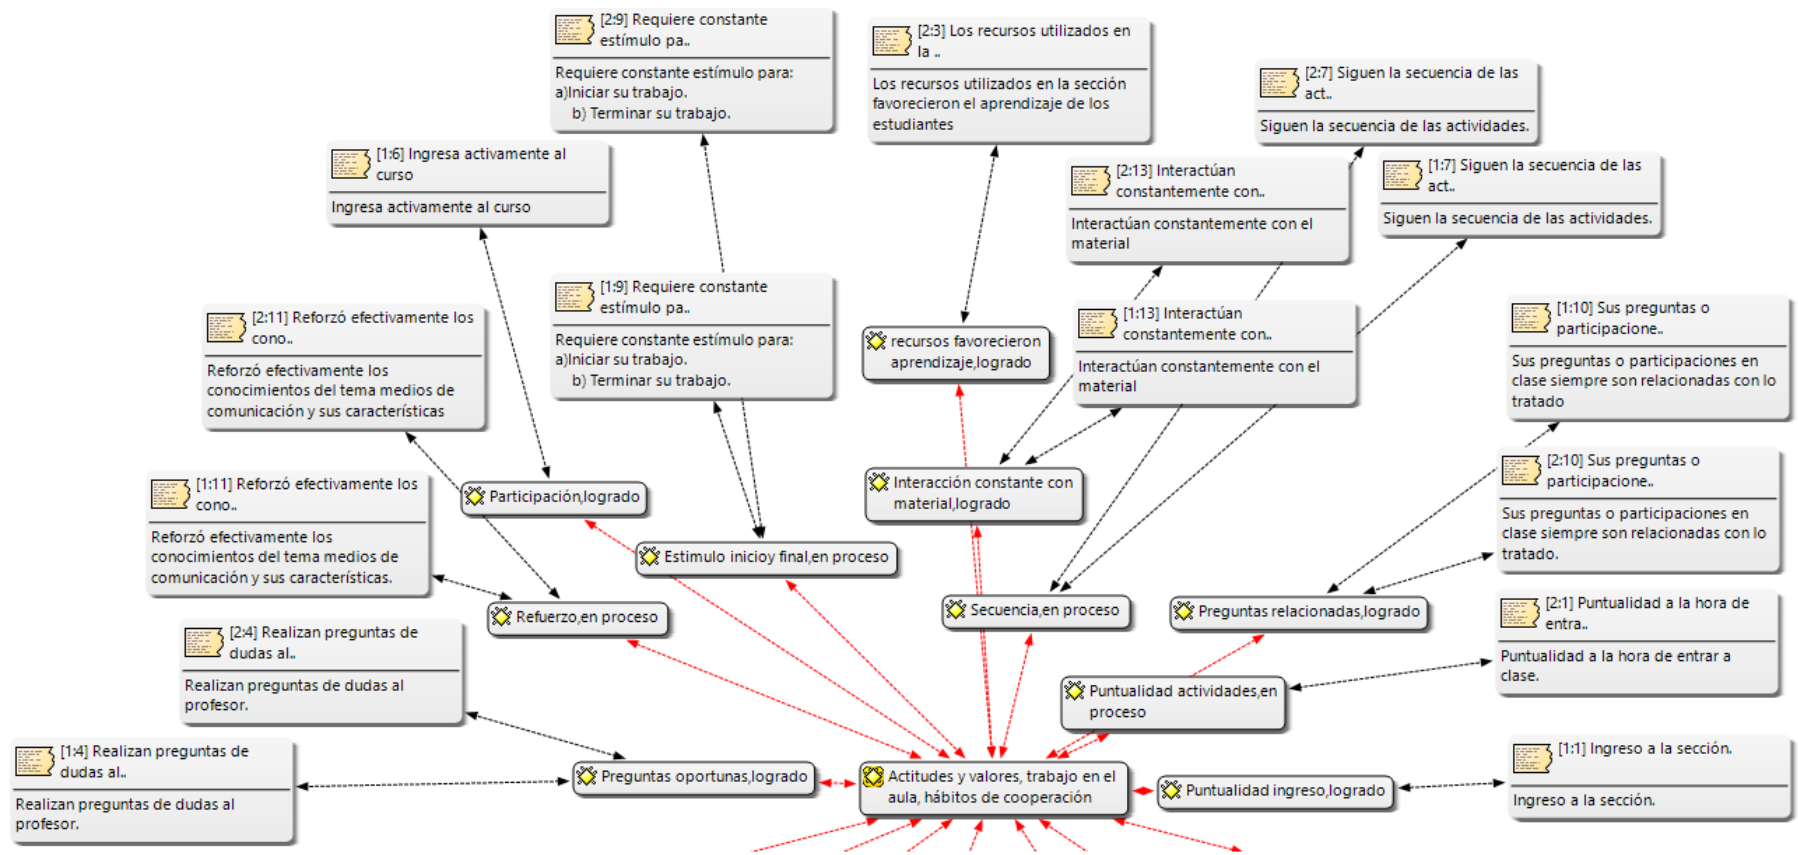 [2:9] Requiere constante
estímulo pa..
Requiere constante estímulo para:
a)Iniciar su trabajo.
b) Terminar su trabajo.
[2:3] Los recursos utilizados en
la ..
Los recursos utilizados en la sección
favorecieron el aprendizaje de los
estudiantes
[2:7] Siguen la secuencia de las
act..
Siguen la secuencia de las actividades.
[1:6] Ingresa activamente al
curso
Ingresa activamente al curso
[2:13] Interactúan
constantemente con..
Interactúan constantemente con el
material
[1:7] Siguen la secuencia de las
act..
Siguen la secuencia de las actividades.
[1:9] Requiere constante
estímulo pa..
Requiere constante estímulo para:
a)Iniciar su trabajo.
b) Terminar su trabajo.
[2:11] Reforzó efectivamente los
cono..
Reforzó efectivamente los
conocimientos del tema medios de
comunicación y sus características
recursos favorecieron
aprendizaje,logrado
[1:13] Interactúan
constantemente con..
Interactúan constantemente con el
material
[1:10] Sus preguntas o
participacione..
Sus preguntas o participaciones en
clase siempre son relacionadas con lo
tratado
[1:11] Reforzó efectivamente los
cono..
Reforzó efectivamente los
conocimientos del tema medios de
comunicación y sus características.
Participación,logrado
Interacción constante con
material,logrado
[2:10] Sus preguntas o
participacione..
Sus preguntas o participaciones en
clase siempre son relacionadas con lo
tratado.
Estimulo inicioy final,en proceso
Refuerzo,en proceso
Secuencia,en proceso
Preguntas relacionadas,logrado
[2:4] Realizan preguntas de
dudas al..
Realizan preguntas de dudas al
profesor.
[2:1] Puntualidad a la hora de
entra..
Puntualidad a la hora de entrar a
clase.
Puntualidad actividades,en
proceso
[1:4] Realizan preguntas de
dudas al..
Realizan preguntas de dudas al
profesor.
Preguntas oportunas,logrado
Actitudes y valores, trabajo en el
aula, hábitos de cooperación
Puntualidad ingreso,logrado
[1:1] Ingreso a la sección.
Ingreso a la sección.